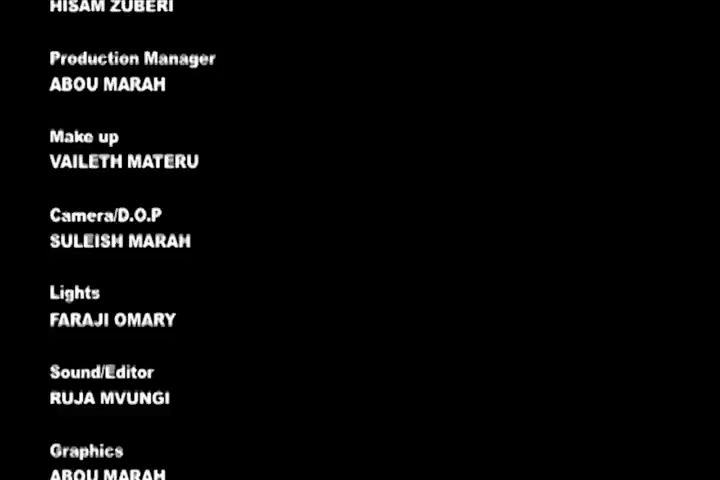 HISAM ZUBERI
Production Manager
ABOU MARAH
Make up
VAILETH MATERU
Camera/D.O.P
SULEISH MARAH
Lights
FARAJI OMARY
Sound/Editor
RUJA MVUNGI
Graphics
ABOU MARAH